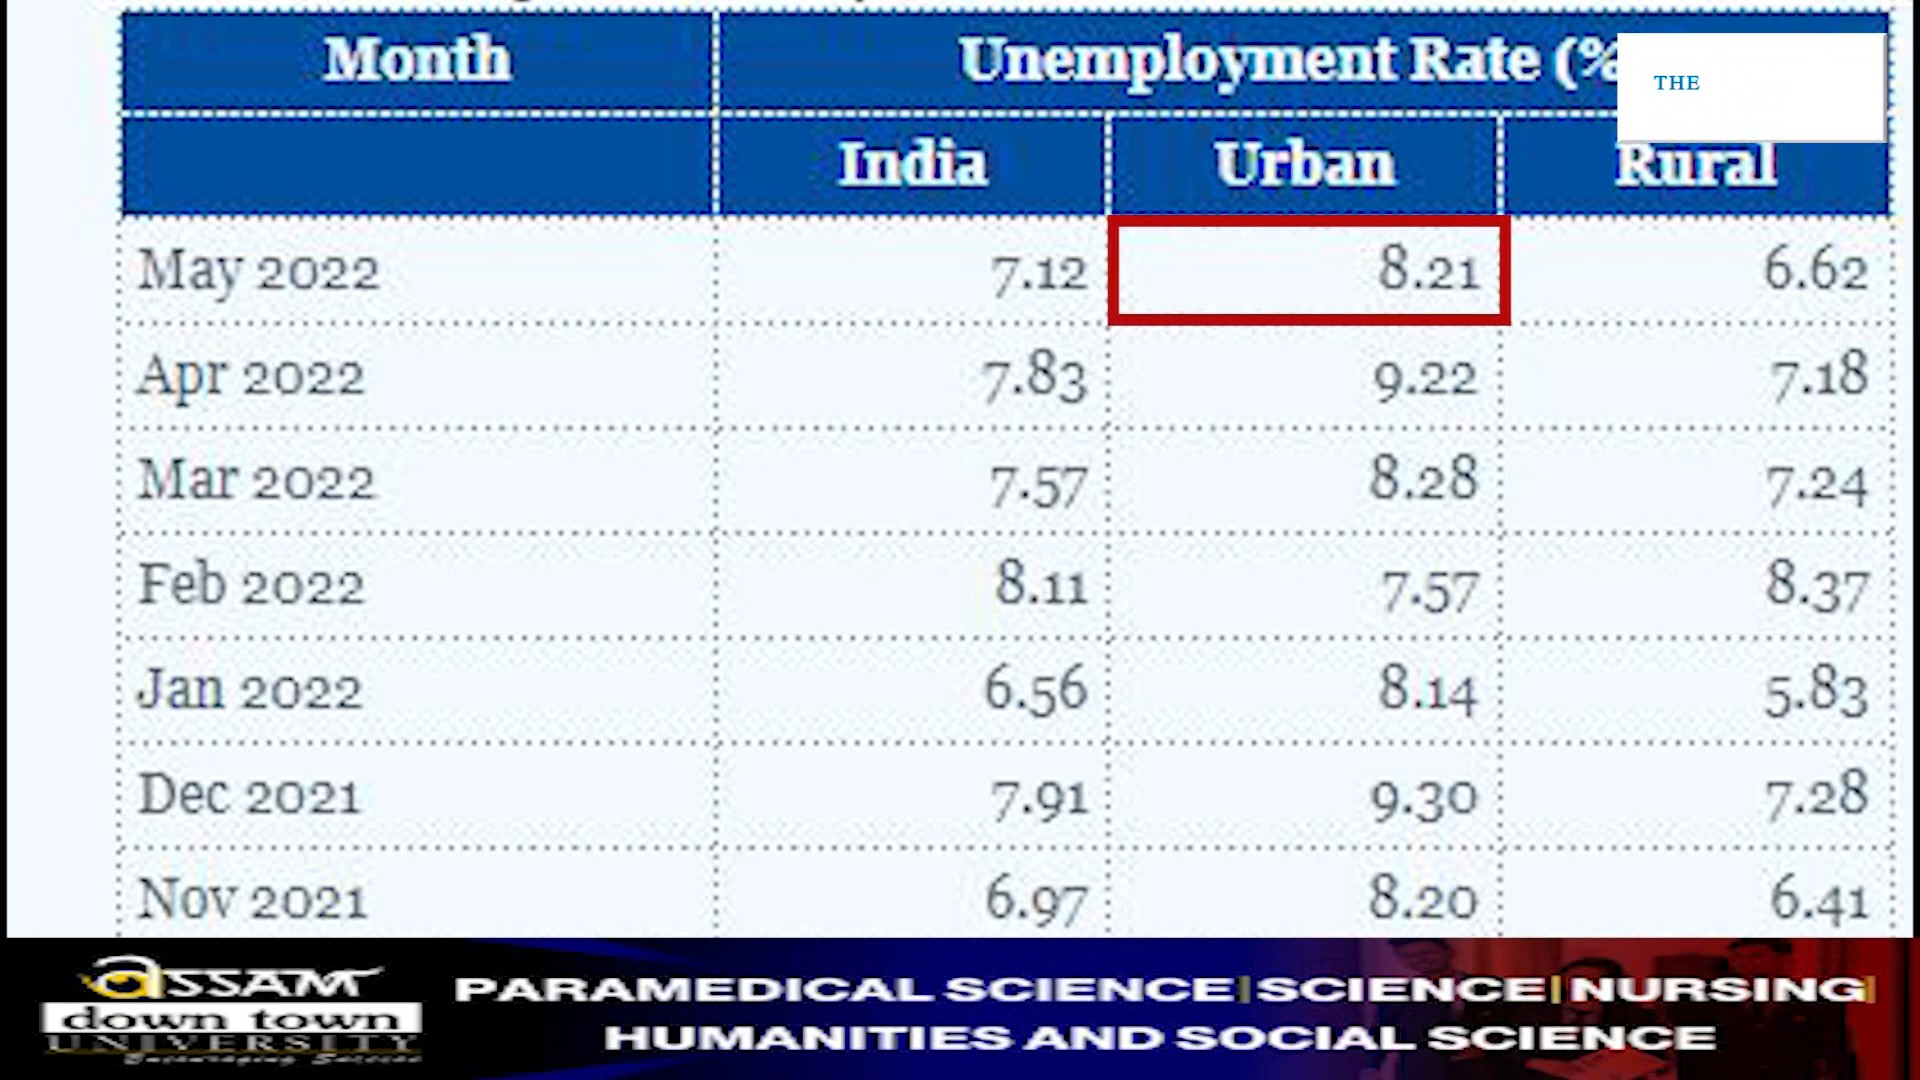 Month Unemployment Rate (%
THE
India Urban Rural
May 2022 7.12 8.21 6.62
Apr 2022 7.83 9.22 7.18
Mar 2022 7.57 8.28 7.24
Feb 2022 8.11 7.57 8.37
Jan 2022 6.56 8.14 5.83
Dec 2021 7.91 9.30 7.28
Nov 2021 6.97 8.20 6.41
assam
down town
UNIVERSITY
Encouraging Success
PARAMEDICAL SCIENCE|SCIENCE|NURSING|
HUMANITIES AND SOCIAL SCIENCE